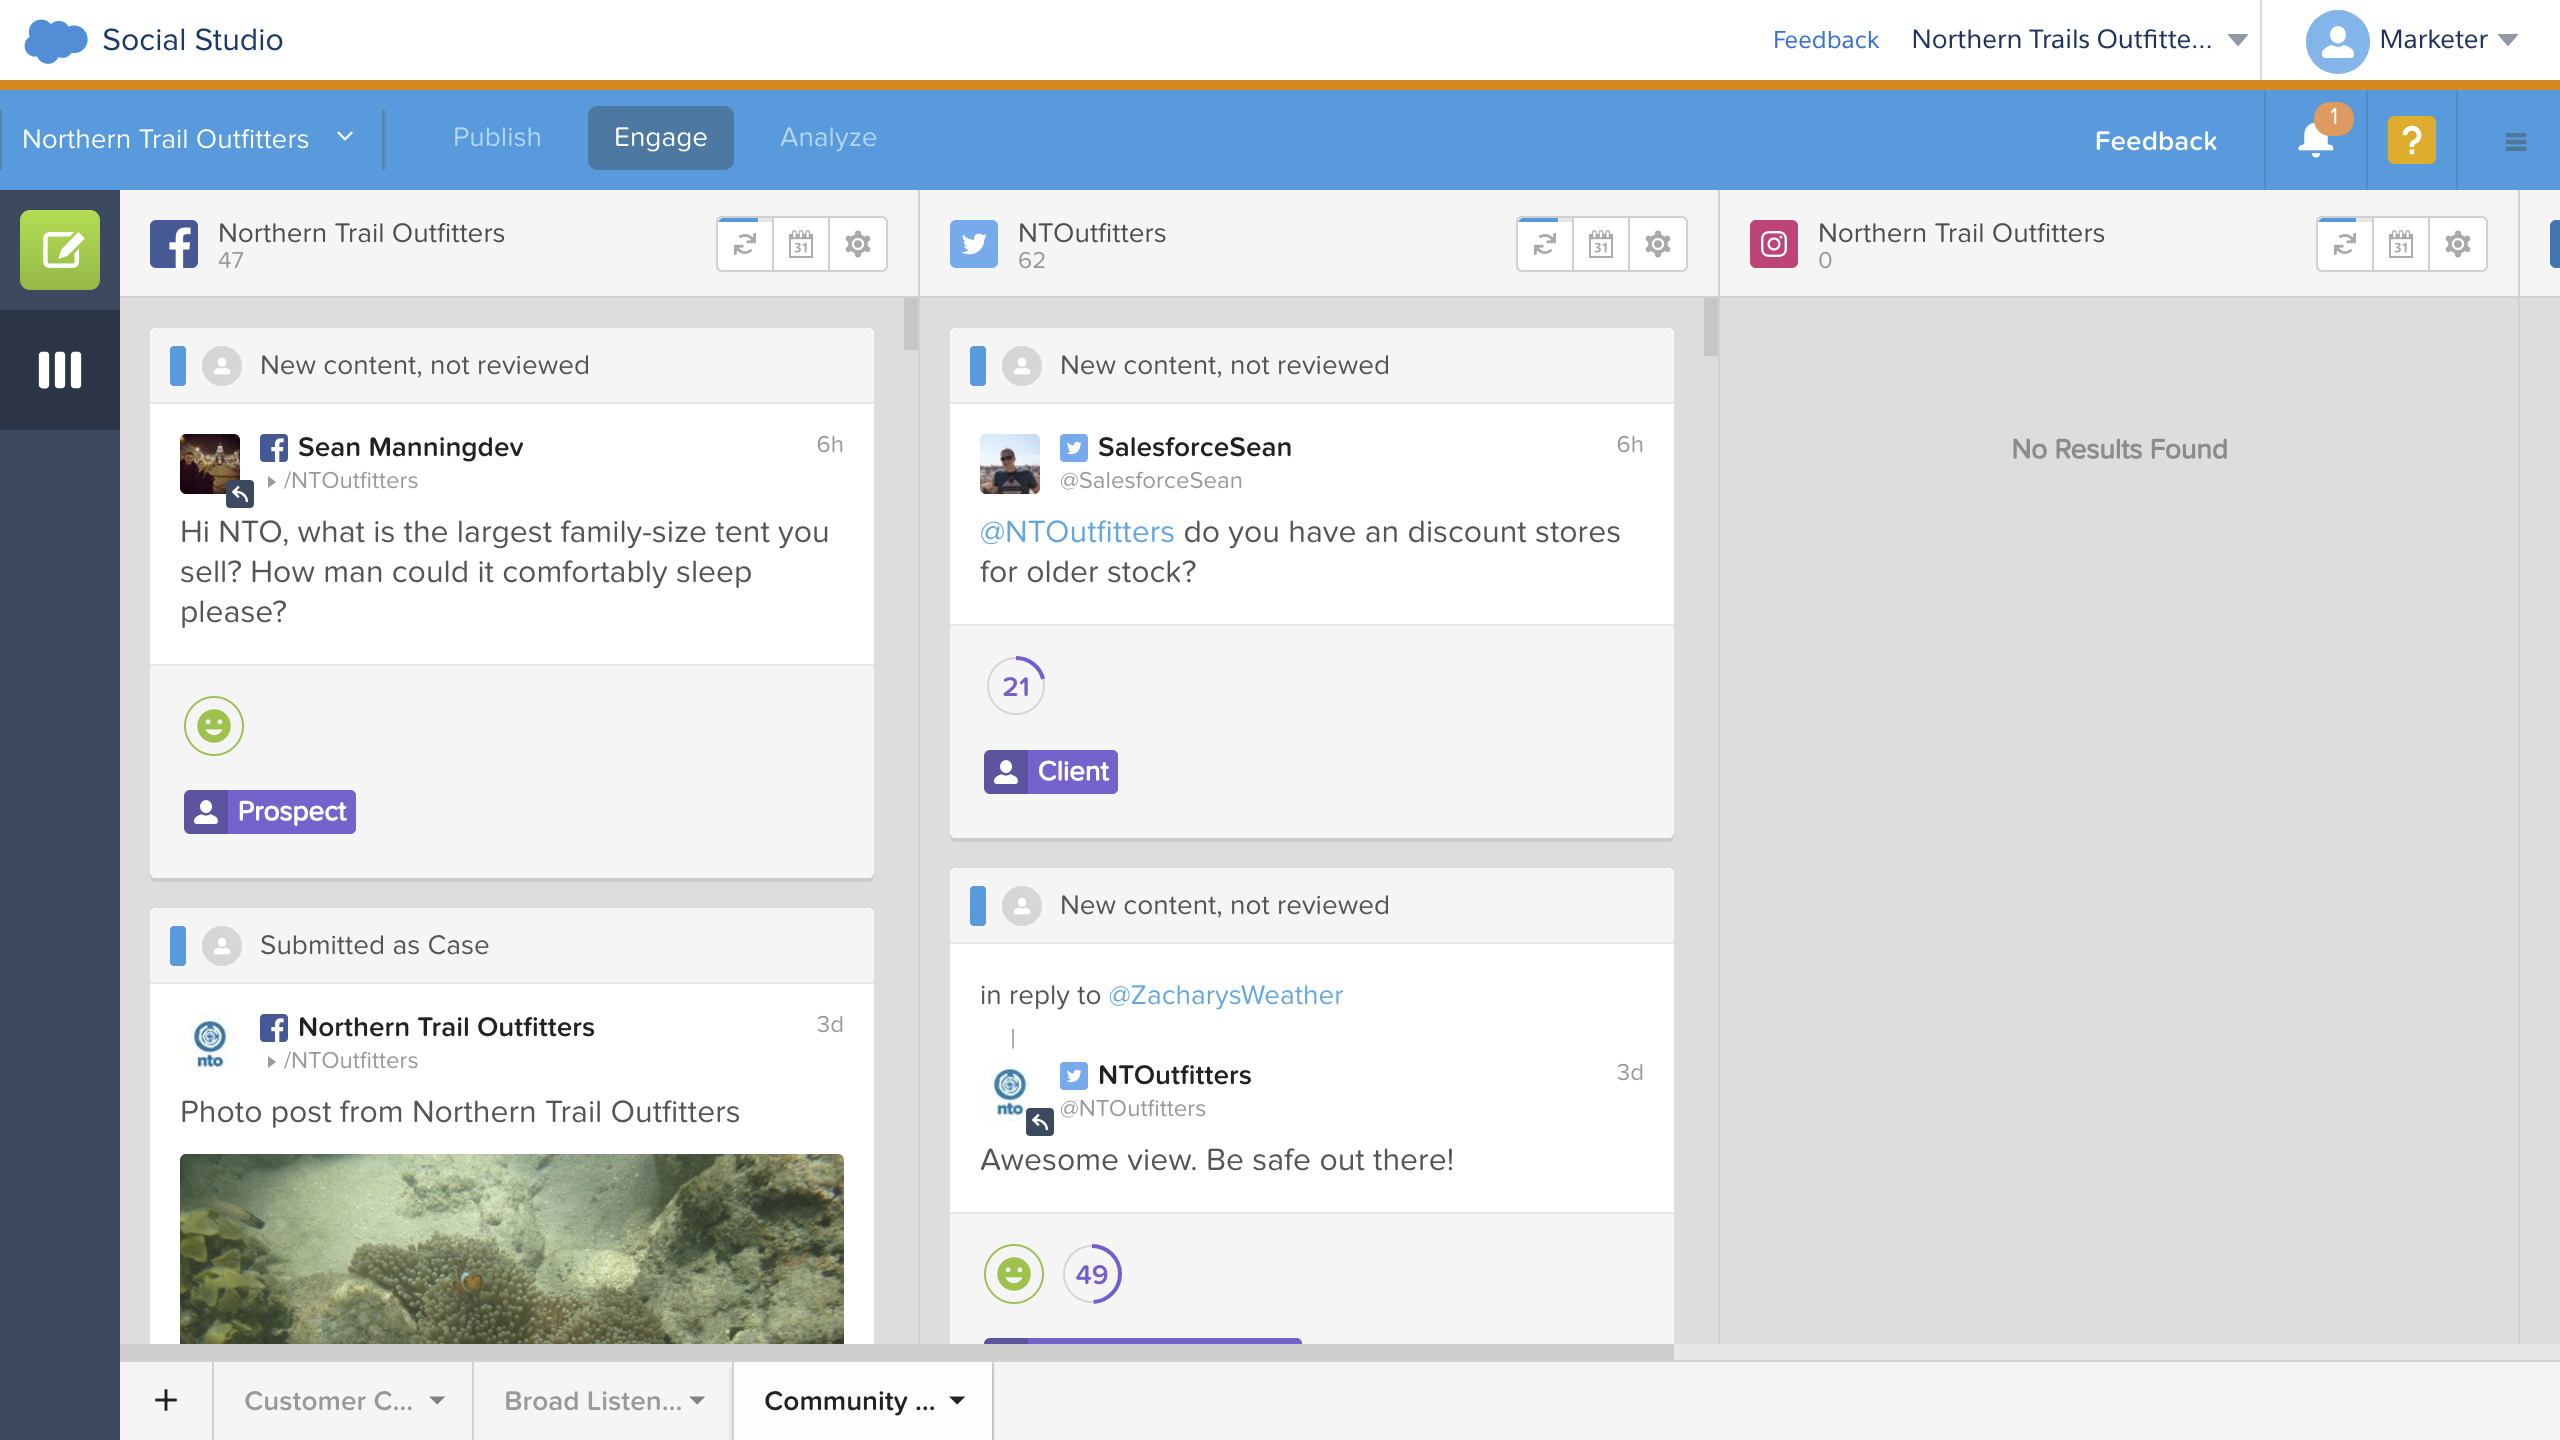 Social Studio
Feedback
Northern Trails Outfitte...
Marketer
Northern Trail Outfitters
Publish
Engage
Analyze
Feedback
1
?
Northern Trail Outfitters
47
31
NTOutfitters
62
31
Northern Trail Outfitters
0
31
New content, not reviewed
Sean Manningdev
6h
/NTOutfitters
Hi NTO, what is the largest family-size tent you
sell? How man could it comfortably sleep
please?
Prospect
Submitted as Case
nto
Northern Trail Outfitters
3d
/NTOutfitters
Photo post from Northern Trail Outfitters
New content, not reviewed
SalesforceSean
6h
@SalesforceSean
@NTOutfitters do you have an discount stores
for older stock?
21
Client
New content, not reviewed
in reply to @ZacharysWeather
nto
NTOutfitters
3d
@NTOutfitters
Awesome view. Be safe out there!
49
No Results Found
+
Customer C...
Broad Listen...
Community ...